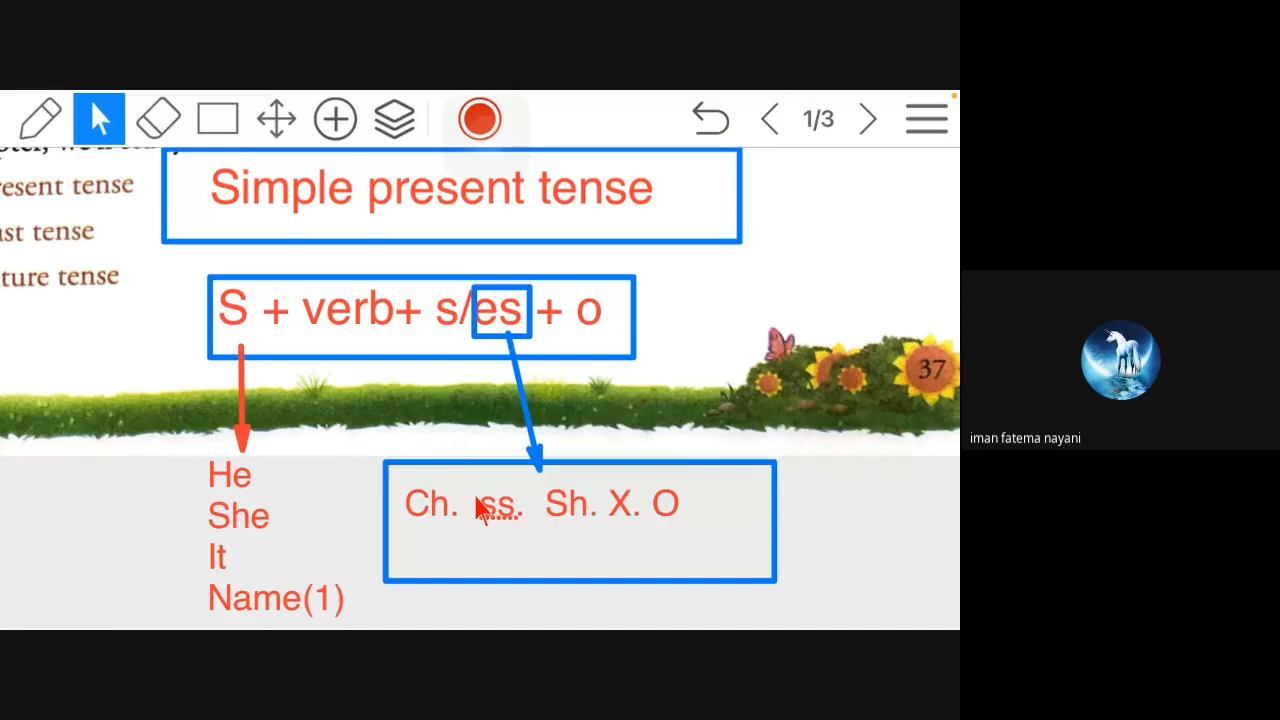 1/3
resent tense
Simple present tense
ast tense
ture tense
S + verb+ s/es + o
37
He
She
It
Name(1)
Ch. ss. Sh. X. O
iman fatema nayani